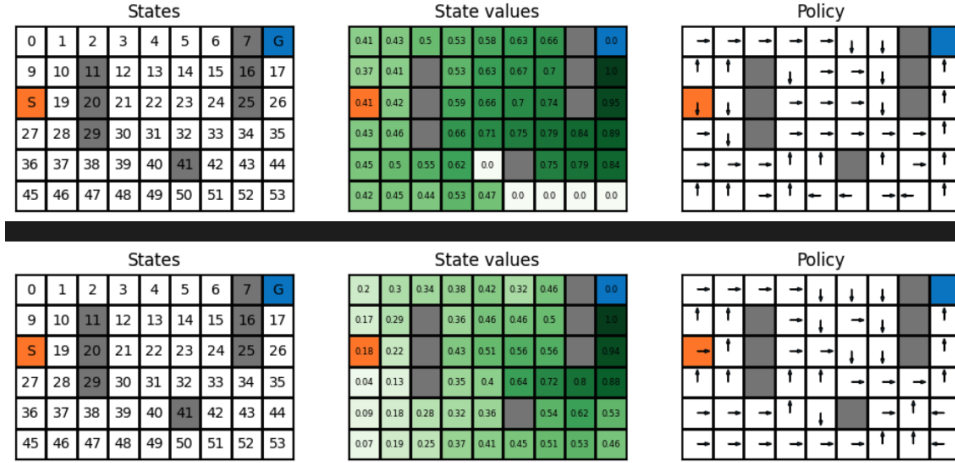 States State values Policy
0 1 2 3 4 5 6 7 G 0.41 0.43 0.5 0.53 0.58 0.63 0.66 0.0
9 10 11 12 13 14 15 16 17 0.37 0.41 0.53 0.63 0.67 0.7 1.0
S 19 20 21 22 23 24 25 26 0.41 0.42 0.59 0.66 0.7 0.74 0.95
27 28 29 30 31 32 33 34 35 0.43 0.46 0.66 0.71 0.75 0.79 0.84 0.89
36 37 38 39 40 41 42 43 44 0.45 0.5 0.55 0.62 0.0 0.75 0.79 0.84
45 46 47 48 49 50 51 52 53 0.42 0.45 0.44 0.53 0.47 0.0 0.0 0.0 0.0
States State values Policy
0 1 2 3 4 5 6 7 G 0.2 0.3 0.34 0.38 0.42 0.32 0.46 0.0
9 10 11 12 13 14 15 16 17 0.17 0.29 0.36 0.46 0.46 0.5 1.0
S 19 20 21 22 23 24 25 26 0.18 0.22 0.43 0.51 0.56 0.56 0.94
27 28 29 30 31 32 33 34 35 0.04 0.13 0.35 0.4 0.64 0.72 0.8 0.88
36 37 38 39 40 41 42 43 44 0.09 0.18 0.28 0.32 0.36 0.54 0.62 0.53
45 46 47 48 49 50 51 52 53 0.07 0.19 0.25 0.37 0.41 0.45 0.51 0.53 0.46